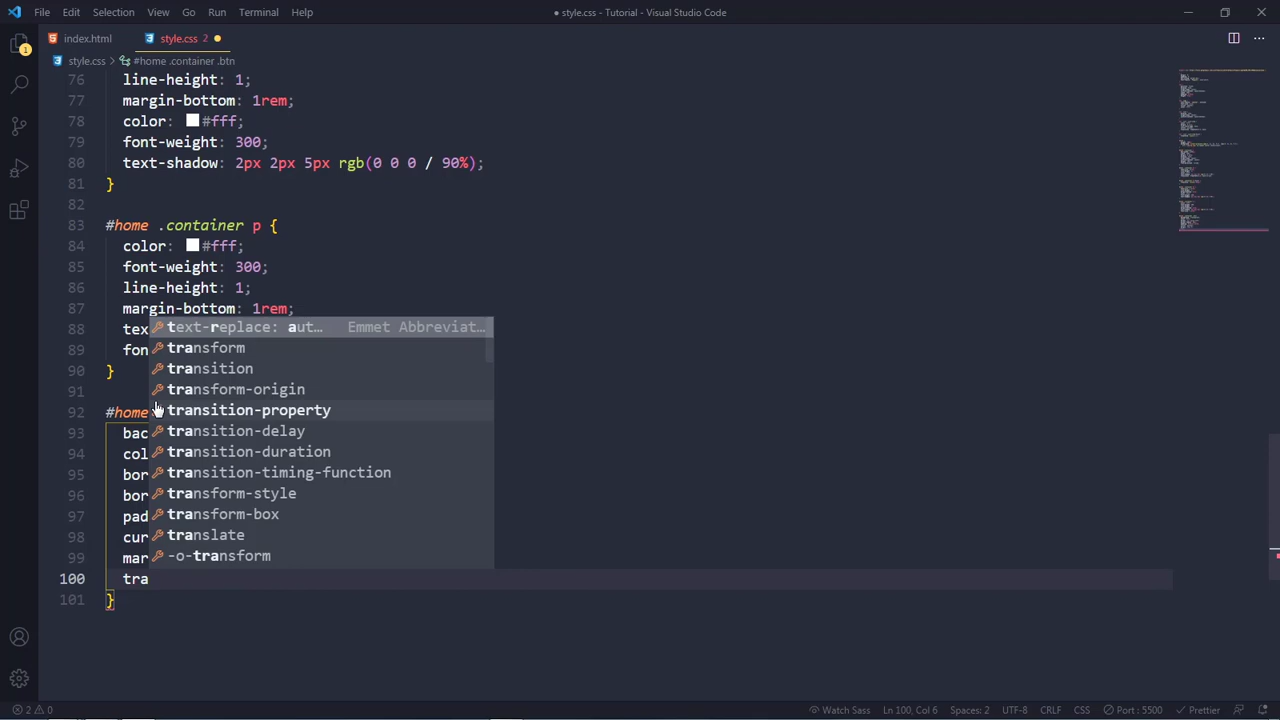 File Edit Selection View Go Run Terminal Help
● style.css - Tutorial - Visual Studio Code
index.html
style.css 2
style.css > #home .container .btn
76 line-height: 1;
77 margin-bottom: 1rem;
78 color: #fff;
79 font-weight: 300;
80 text-shadow: 2px 2px 5px rgb(0 0 0 / 90%);
81 }
82
83 #home .container p {
84 color: #fff;
85 font-weight: 300;
86 line-height: 1;
87 margin-bottom: 1rem;
88 tex
89 fon
90 }
91
92 #home
93 bac
94 col
95 bor
96 bor
97 pad
98 cur
99 mar
100 tra
101 }
text-replace: aut… Emmet Abbreviat…
transform
transition
transform-origin
transition-property
transition-delay
transition-duration
transition-timing-function
transform-style
transform-box
translate
-o-transform
1
2 0
Watch Sass Ln 100, Col 6 Spaces: 2 UTF-8 CRLF CSS Port : 5500 Prettier